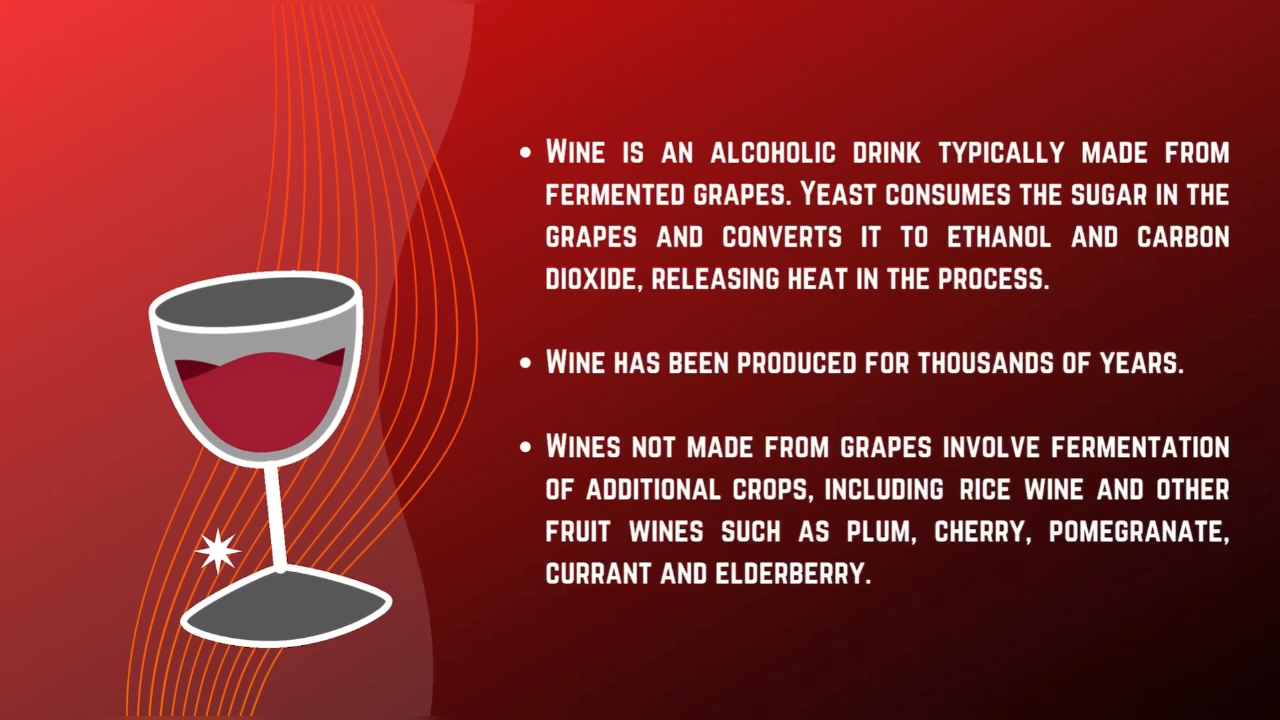 • Wine is an alcoholic drink typically made from
fermented grapes. Yeast consumes the sugar in the
grapes and converts it to ethanol and carbon
dioxide, releasing heat in the process.
• Wine has been produced for thousands of years.
• Wines not made from grapes involve fermentation
of additional crops, including rice wine and other
fruit wines such as plum, cherry, pomegranate,
currant and elderberry.